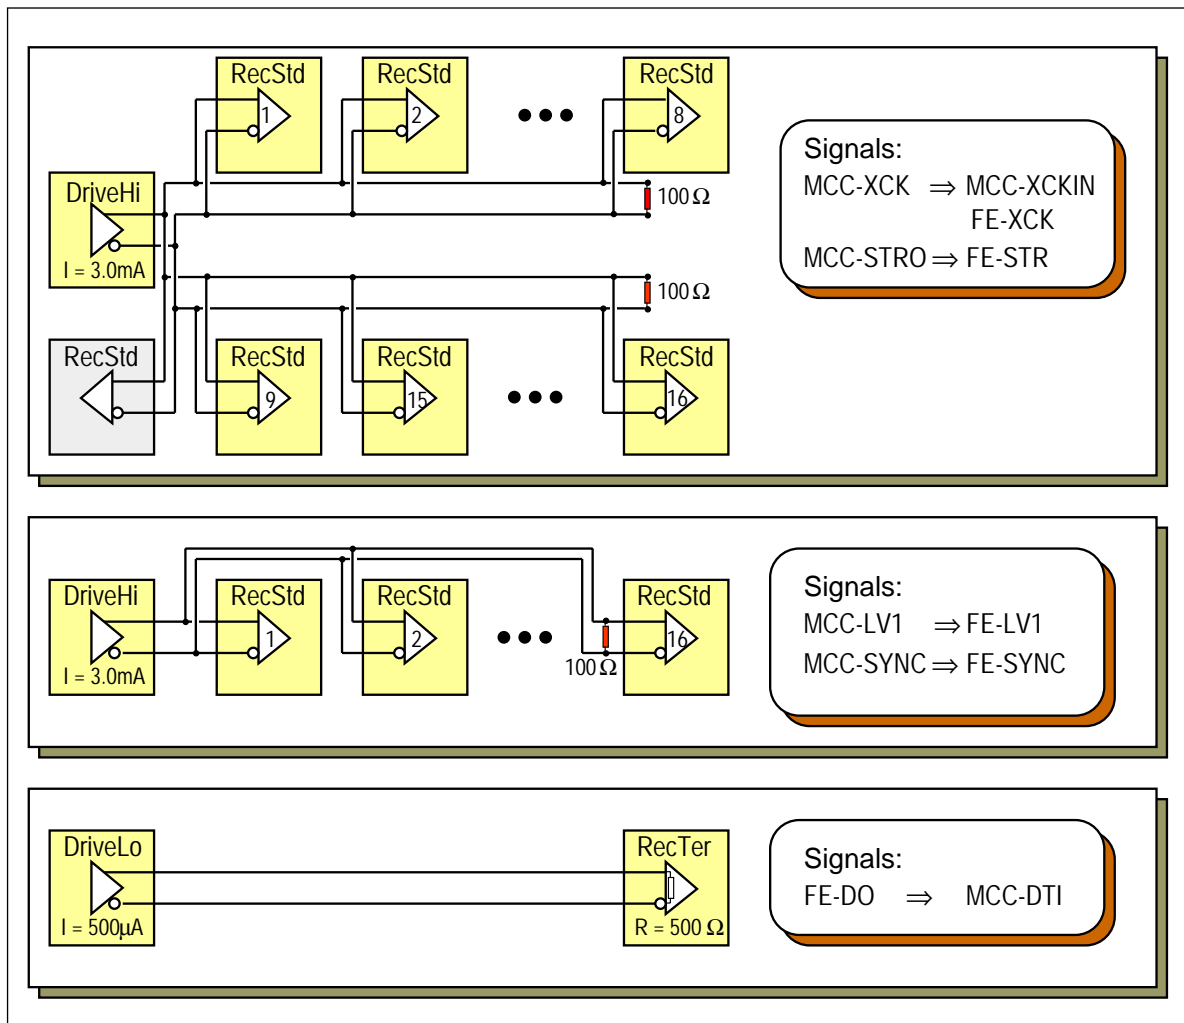 RecStd RecStd RecStd
1 2 8
DriveHi
I = 3.0mA
100 Ω
100 Ω
RecStd RecStd RecStd RecStd
9 15 16
Signals:
MCC-XCK ⇒ MCC-XCKIN
FE-XCK
MCC-STRO ⇒ FE-STR
DriveHi RecStd RecStd RecStd
1 2 16
I = 3.0mA
100 Ω
Signals:
MCC-LV1 ⇒ FE-LV1
MCC-SYNC ⇒ FE-SYNC
DriveLo RecTer
I = 500μA R = 500 Ω
Signals:
FE-DO ⇒ MCC-DTI